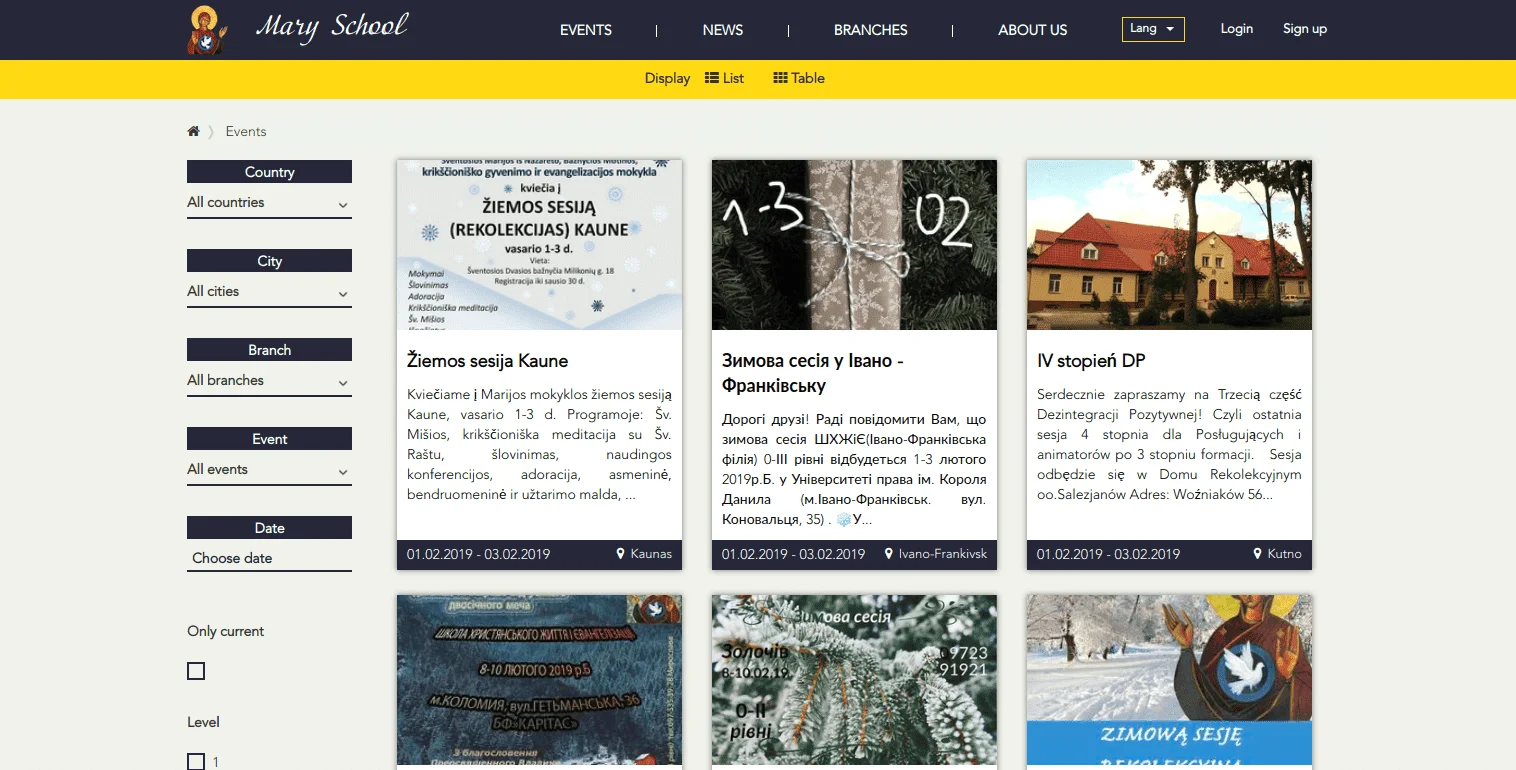 Mary School
EVENTS | NEWS | BRANCHES | ABOUT US
Lang
Login
Sign up
Display
List
Table
Events
Country
All countries
City
All cities
Branch
All branches
Event
All events
Date
Choose date
Only current
Level
1
krikščioniško gyvenimo ir evangelizacijos mokykla
kviečia į
ŽIEMOS SESIJĄ
(REKOLEKCIJAS) KAUNE
vasario 1-3 d.
Vieta:
Šventosios Dvasios bažnyčia Milikonių g. 18
Registracija iki sausio 30 d.
Mokymai
Šlovinimas
Adoracija
Krikščioniška meditacija
Šv. Mišios
Žiemos sesija Kaune
Kviečiame į Marijos mokyklos žiemos sesiją
Kaune, vasario 1-3 d. Programoje: Šv.
Mišios, krikščioniška meditacija su Šv.
Raštu, šlovinimas, naudingos
konferencijos, adoracija, asmeninė,
bendruomeninė ir užtarimo malda, ...
01.02.2019 - 03.02.2019
Kaunas
1-3 02
Зимова сесія у Івано -
Франківську
Дорогі друзі! Раді повідомити Вам, що
зимова сесія ШХЖіЄ(Івано-Франківська
філія) 0-ІІІ рівні відбудеться 1-3 лютого
2019р.Б. у Університеті права ім. Короля
Данила (м.Івано-Франківськ. вул.
Коновальця, 35) . ❄️У...
01.02.2019 - 03.02.2019
Ivano-Frankivsk
IV stopień DP
Serdecznie zapraszamy na Trzecią część
Dezintegracji Pozytywnej! Czyli ostatnia
sesja 4 stopnia dla Posługujących i
animatorów po 3 stopniu formacji. Sesja
odbędzie się w Domu Rekolekcyjnym
oo.Salezjanów Adres: Woźniaków 56...
01.02.2019 - 03.02.2019
Kutno
двосічного меча
ШКОЛА ХРИСТЯНСЬКОГО ЖИТТЯ І ЄВАНГЕЛІЗАЦІЇ
8-10 ЛЮТОГО 2019 р.Б
М.КОЛОМИЯ, вул.ГЕТЬМАНСЬКА, 36
БФ»КАРІТАС»
З благословення
Преосвященного Владики
зимова сесія
Золочів
8-10.02.19
9723
91921
0-ІІ
рівні
ZIMOWĄ SESJĘ
REKOLEKCYJNĄ